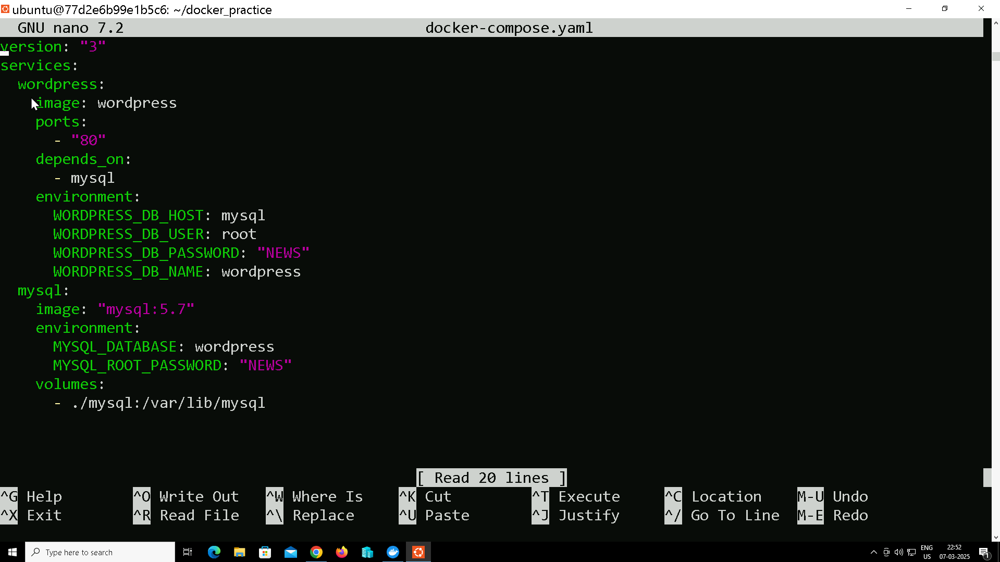 ubuntu@77d2e6b99e1b5c6: ~/docker_practice
GNU nano 7.2 docker-compose.yaml
version: "3"
services:
  wordpress:
    image: wordpress
    ports:
      - "80"
    depends_on:
      - mysql
    environment:
      WORDPRESS_DB_HOST: mysql
      WORDPRESS_DB_USER: root
      WORDPRESS_DB_PASSWORD: "NEWS"
      WORDPRESS_DB_NAME: wordpress
  mysql:
    image: "mysql:5.7"
    environment:
      MYSQL_DATABASE: wordpress
      MYSQL_ROOT_PASSWORD: "NEWS"
    volumes:
      - ./mysql:/var/lib/mysql
[ Read 20 lines ]
^G Help ^O Write Out ^W Where Is ^K Cut ^T Execute ^C Location M-U Undo
^X Exit ^R Read File ^\ Replace ^U Paste ^J Justify ^/ Go To Line M-E Redo
Type here to search
ENG
US
22:52
07-03-2025
1